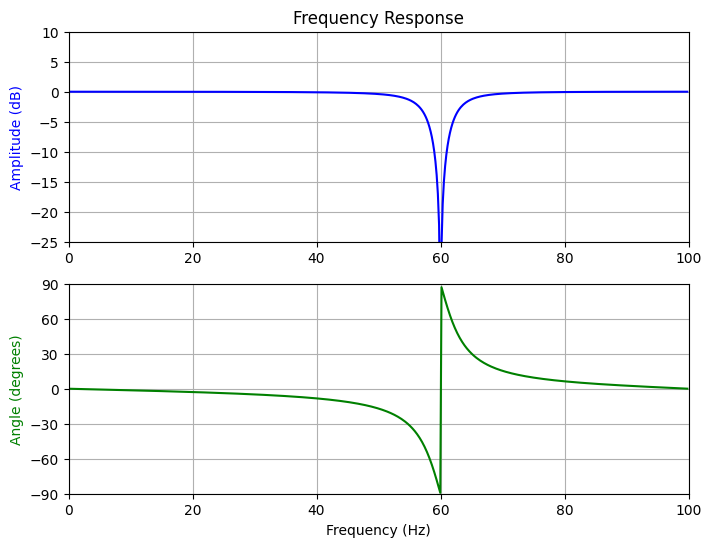 Frequency Response
Amplitude (dB)
10
5
0
−5
−10
−15
−20
−25
0 20 40 60 80 100
Angle (degrees)
90
60
30
0
−30
−60
−90
0 20 40 60 80 100
Frequency (Hz)